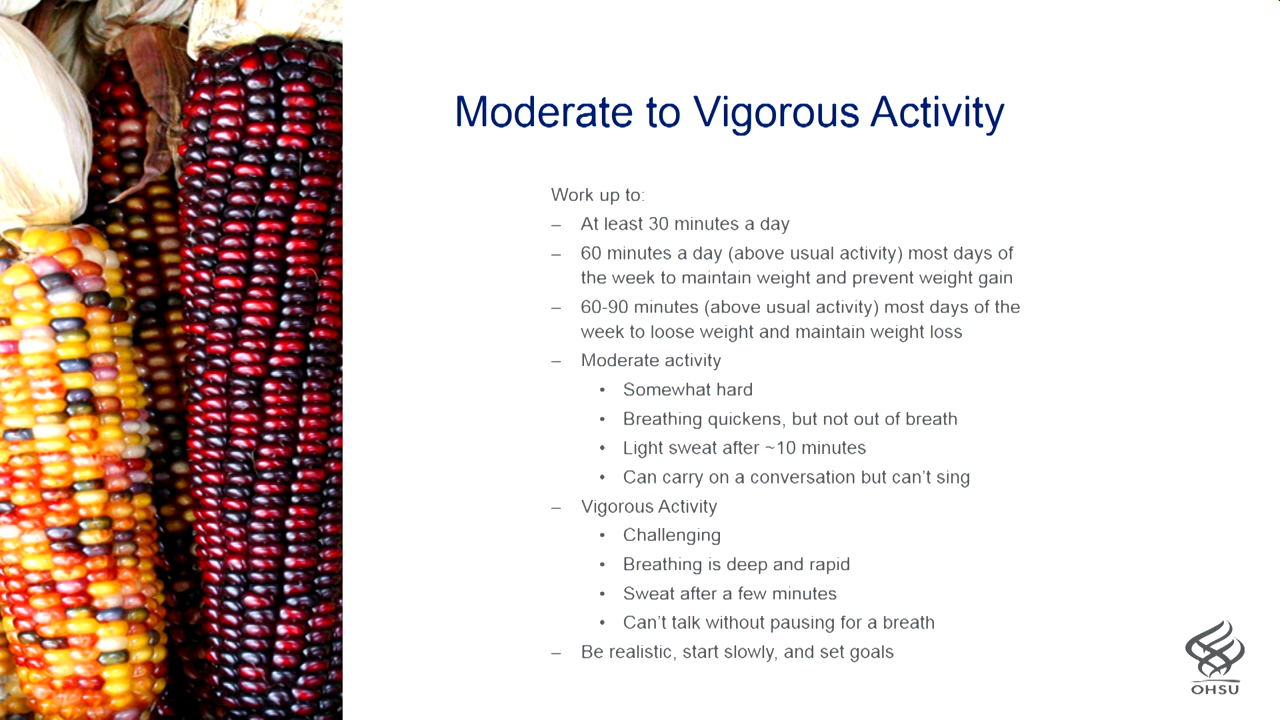 Moderate to Vigorous Activity
Work up to:
– At least 30 minutes a day
– 60 minutes a day (above usual activity) most days of
the week to maintain weight and prevent weight gain
– 60-90 minutes (above usual activity) most days of the
week to loose weight and maintain weight loss
– Moderate activity
• Somewhat hard
• Breathing quickens, but not out of breath
• Light sweat after ~10 minutes
• Can carry on a conversation but can’t sing
– Vigorous Activity
• Challenging
• Breathing is deep and rapid
• Sweat after a few minutes
• Can’t talk without pausing for a breath
– Be realistic, start slowly, and set goals
OHSU